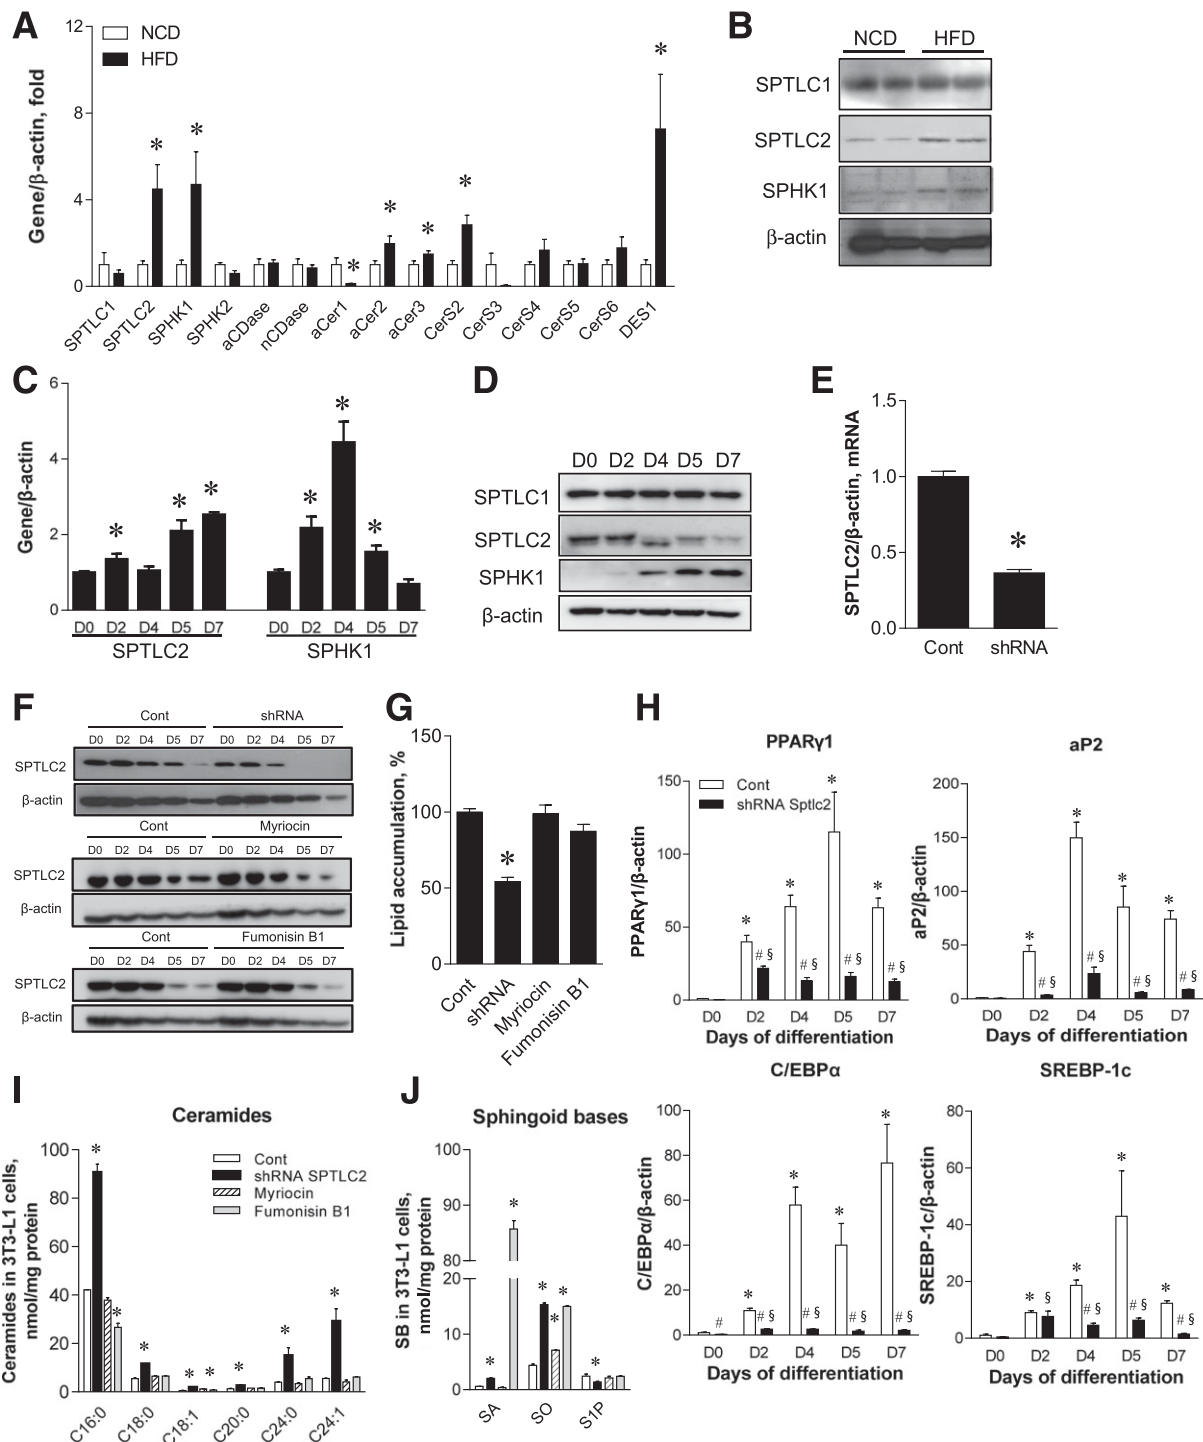 A
12
8
4
0
Gene/β-actin, fold
NCD
HFD
*
*
*
*
*
*
*
SPTLC1
SPTLC2
SPHK1
SPHK2
aCDase
nCDase
aCer1
aCer2
aCer3
CerS2
CerS3
CerS4
CerS5
CerS6
DES1
B
NCD HFD
SPTLC1
SPTLC2
SPHK1
β-actin
C
6
4
2
0
Gene/β-actin
*
*
*
*
*
*
D0 D2 D4 D5 D7 D0 D2 D4 D5 D7
SPTLC2 SPHK1
D
D0 D2 D4 D5 D7
SPTLC1
SPTLC2
SPHK1
β-actin
E
1.5
1.0
0.5
0.0
SPTLC2/β-actin, mRNA
*
Cont shRNA
F
Cont shRNA
D0 D2 D4 D5 D7 D0 D2 D4 D5 D7
SPTLC2
β-actin
Cont Myriocin
D0 D2 D4 D5 D7 D0 D2 D4 D5 D7
SPTLC2
β-actin
Cont Fumonisin B1
D0 D2 D4 D5 D7 D0 D2 D4 D5 D7
SPTLC2
β-actin
G
150
100
50
0
Lipid accumulation, %
*
Cont
shRNA
Myriocin
Fumonisin B1
H
PPARγ1
150
100
50
0
PPARγ1/β-actin
Cont
shRNA Sptlc2
* * * *
# § # § # § # §
D0 D2 D4 D5 D7
Days of differentiation
aP2
200
150
100
50
0
aP2/β-actin
* * * *
# § # § # § # §
D0 D2 D4 D5 D7
Days of differentiation
C/EBPα
100
80
60
40
20
0
C/EBPα/β-actin
* * * *
# # § # § # § # §
D0 D2 D4 D5 D7
Days of differentiation
SREBP-1c
80
60
40
20
0
SREBP-1c/β-actin
* * * *
§ # § # § # §
D0 D2 D4 D5 D7
Days of differentiation
I
Ceramides
100
80
60
40
20
0
Ceramides in 3T3-L1 cells,
nmol/mg protein
Cont
shRNA SPTLC2
Myriocin
Fumonisin B1
* * * * * * * *
C16:0
C18:0
C18:1
C20:0
C24:0
C24:1
J
Sphingoid bases
100
90
80
20
10
0
SB in 3T3-L1 cells,
nmol/mg protein
* * * * * *
SA
SO
S1P